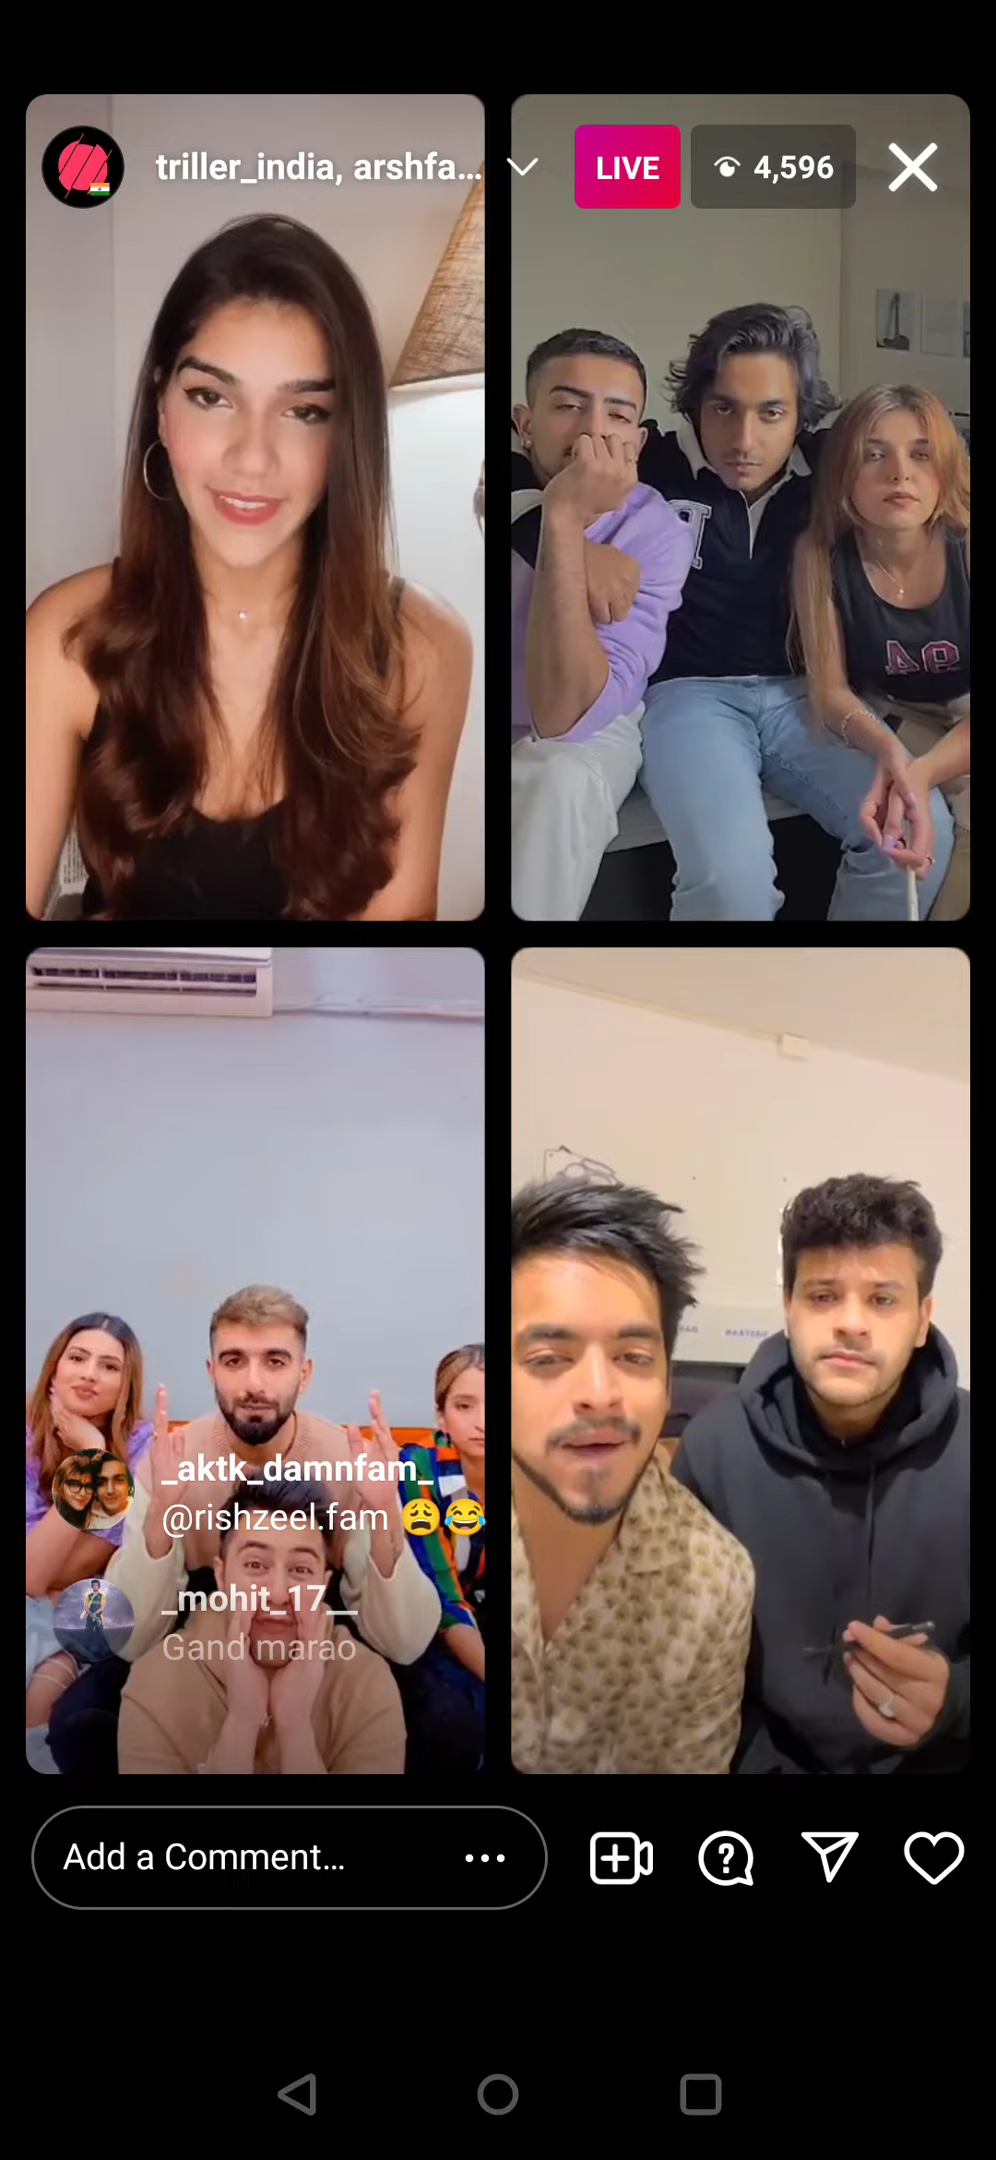 triller_india, arshfa...
LIVE
4,596
_aktk_damnfam_
@rishzeel.fam 😩😂
_mohit_17__
Gand marao
Add a Comment...